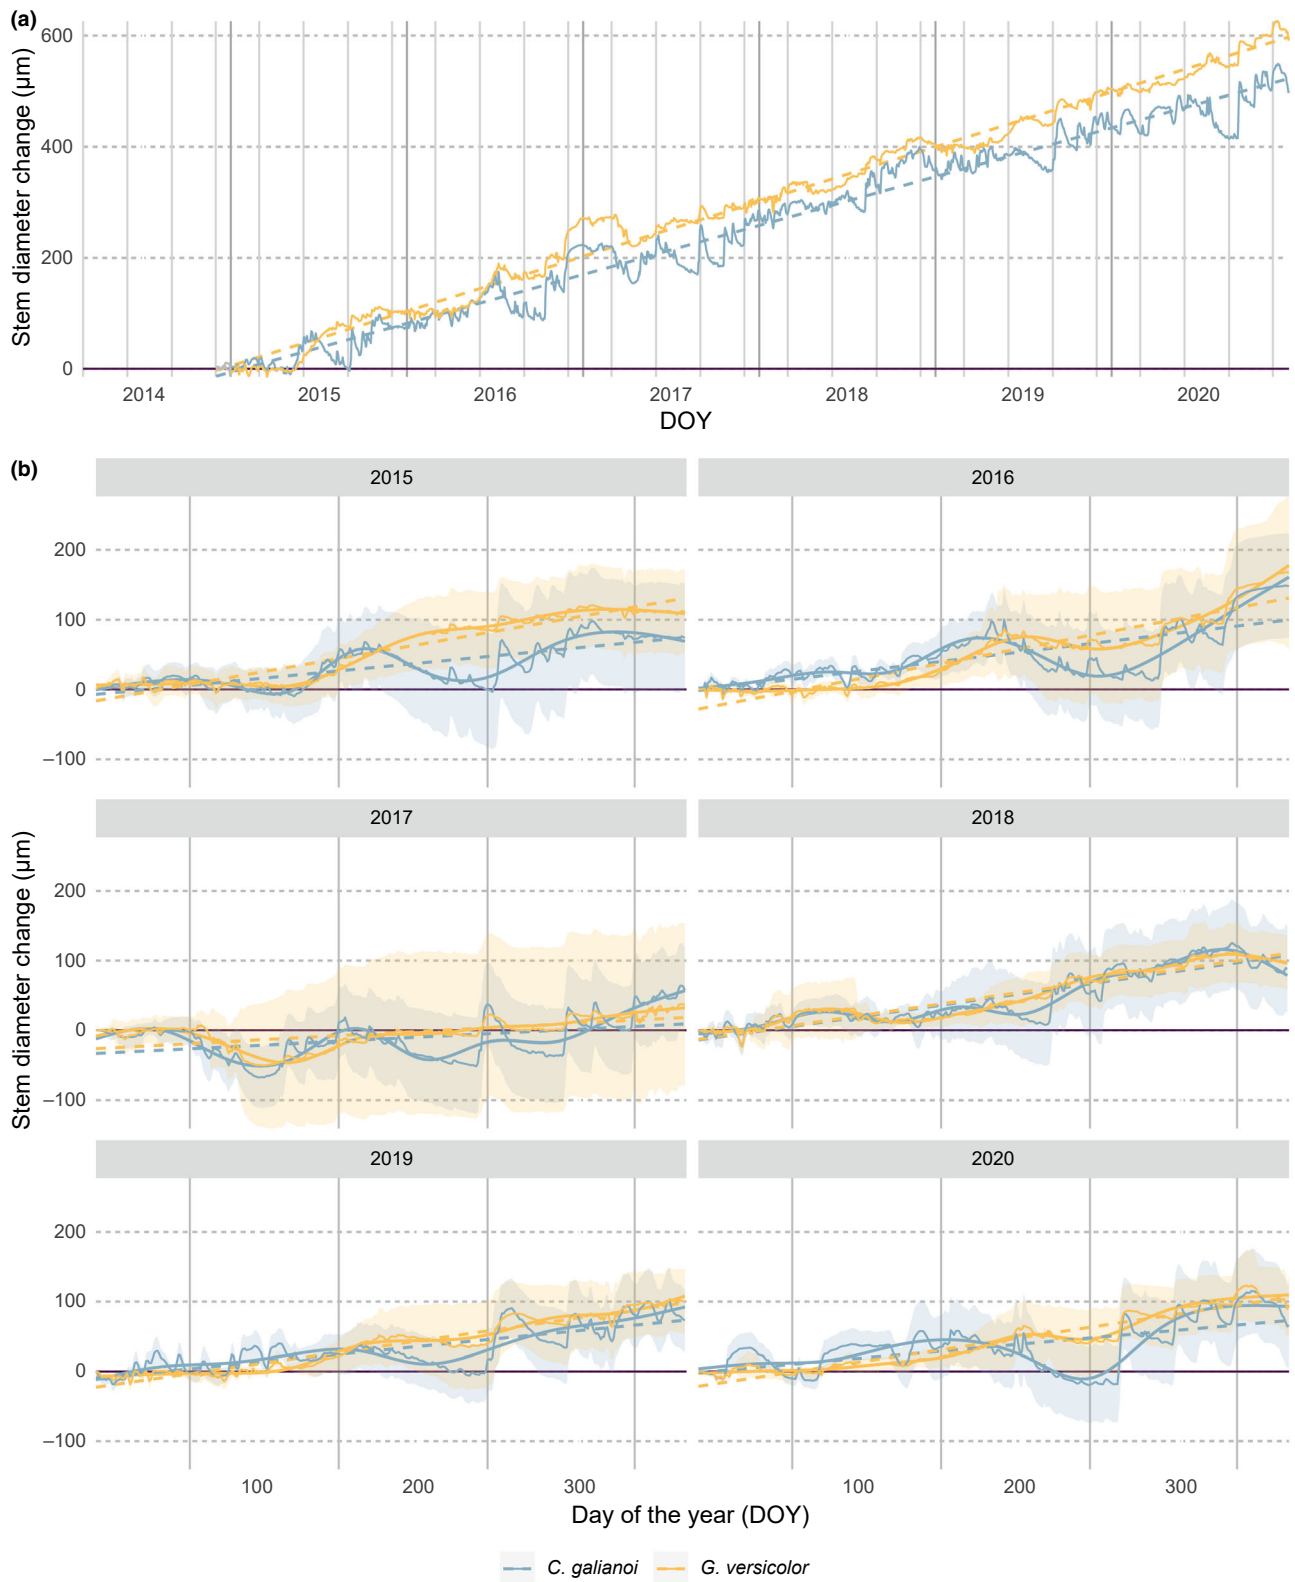 (a)
Stem diameter change (µm)
600
400
200
0
2014 2015 2016 2017 2018 2019 2020
DOY
(b)
2015 2016
200
100
0
−100
2017 2018
Stem diameter change (µm)
200
100
0
−100
2019 2020
200
100
0
−100
100 200 300 100 200 300
Day of the year (DOY)
C. galianoi G. versicolor